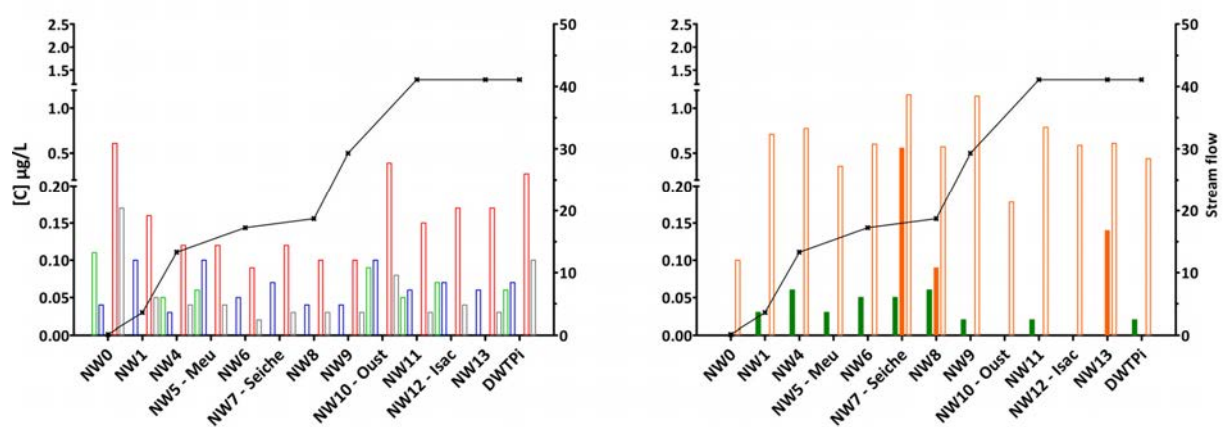 2.5
2.0
1.5
1.0
0.5
0.20
0.15
0.10
0.05
0.00
[C] µg/L
50
40
30
20
10
0
NW0
NW1
NW4
NW5 - Meu
NW6
NW7 - Seiche
NW8
NW9
NW10 - Oust
NW11
NW12 - Isac
NW13
DWTPi
2.5
2.0
1.5
1.0
0.5
0.20
0.15
0.10
0.05
0.00
50
40
30
20
10
0
Stream flow
NW0
NW1
NW4
NW5 - Meu
NW6
NW7 - Seiche
NW8
NW9
NW10 - Oust
NW11
NW12 - Isac
NW13
DWTPi